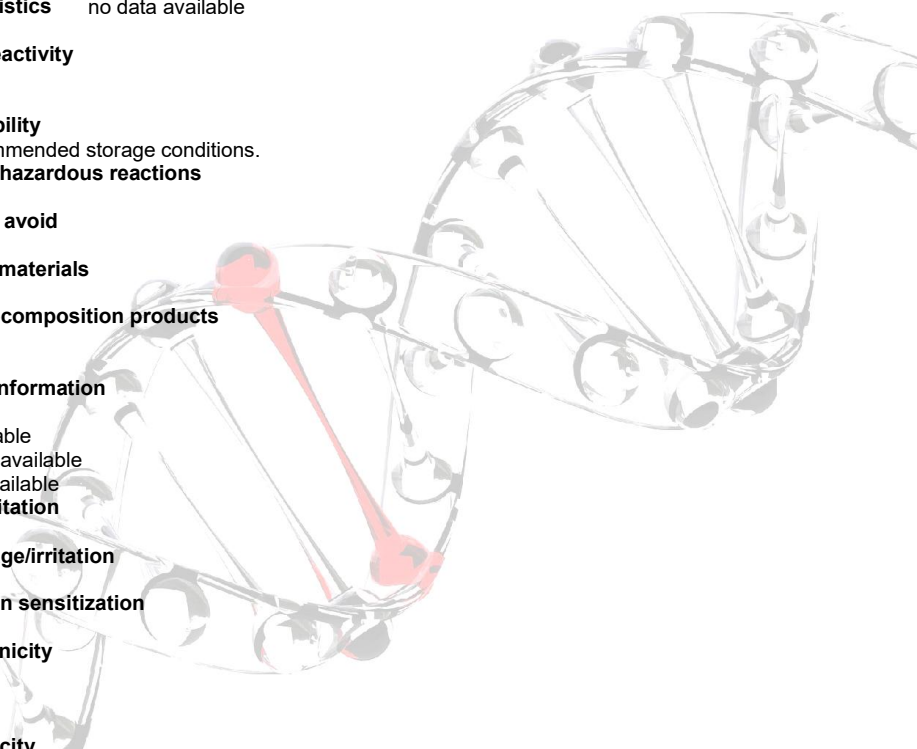 istics no data available
eactivity
bility
nmended storage conditions.
hazardous reactions
avoid
materials
composition products
nformation
able
available
ailable
itation
ge/irritation
n sensitization
nicity
city